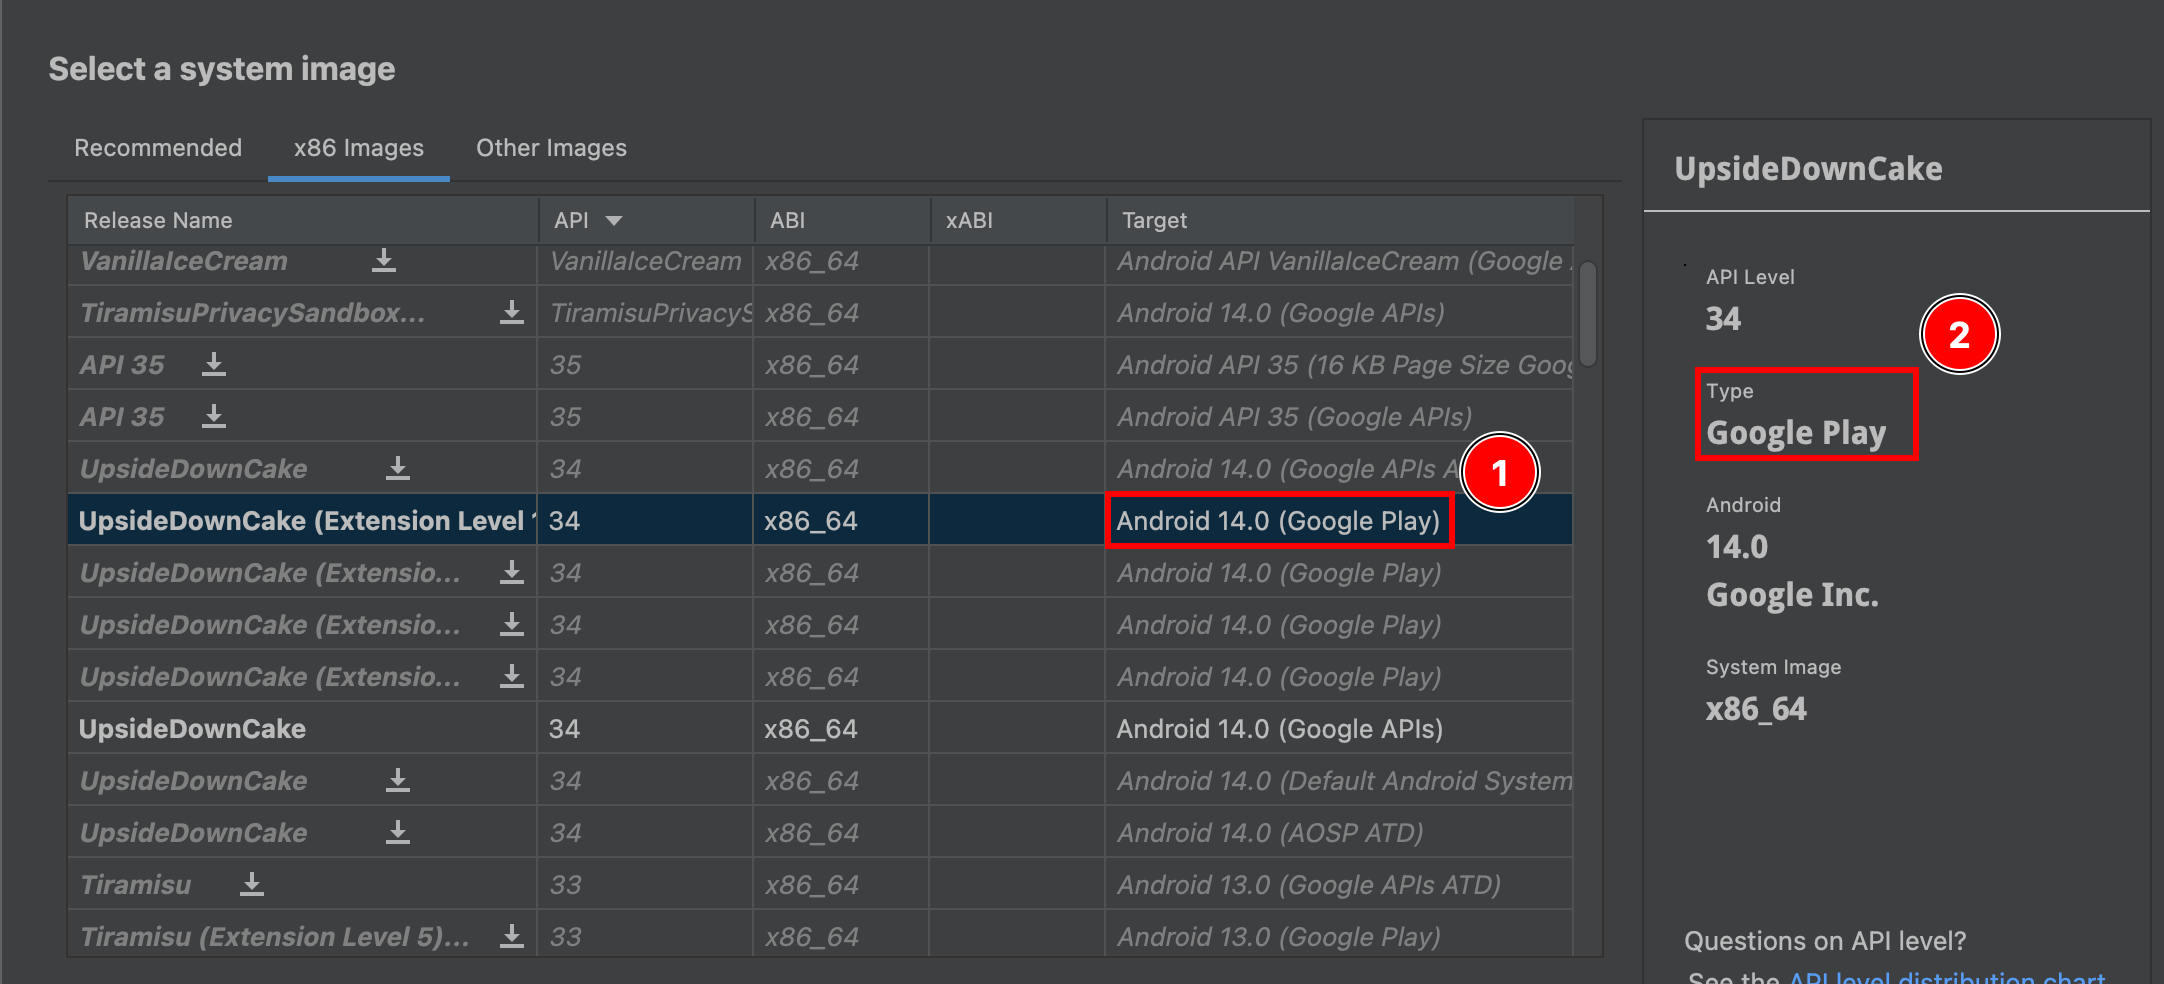 Select a system image
Recommended x86 Images Other Images
Release Name API ABI xABI Target
VanillaIceCream VanillaIceCream x86_64 Android API VanillaIceCream (Google
TiramisuPrivacySandbox... TiramisuPrivacyS x86_64 Android 14.0 (Google APIs)
API 35 35 x86_64 Android API 35 (16 KB Page Size Goog
API 35 35 x86_64 Android API 35 (Google APIs)
UpsideDownCake 34 x86_64 Android 14.0 (Google APIs A
1
UpsideDownCake (Extension Level 34 x86_64 Android 14.0 (Google Play)
UpsideDownCake (Extensio... 34 x86_64 Android 14.0 (Google Play)
UpsideDownCake (Extensio... 34 x86_64 Android 14.0 (Google Play)
UpsideDownCake (Extensio... 34 x86_64 Android 14.0 (Google Play)
UpsideDownCake 34 x86_64 Android 14.0 (Google APIs)
UpsideDownCake 34 x86_64 Android 14.0 (Default Android System
UpsideDownCake 34 x86_64 Android 14.0 (AOSP ATD)
Tiramisu 33 x86_64 Android 13.0 (Google APIs ATD)
Tiramisu (Extension Level 5)... 33 x86_64 Android 13.0 (Google Play)
UpsideDownCake
API Level
34
2
Type
Google Play
Android
14.0
Google Inc.
System Image
x86_64
Questions on API level?
See the API level distribution chart